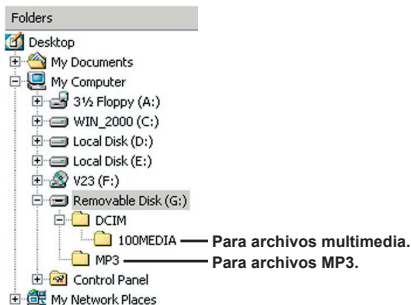 Folders
Desktop
My Documents
My Computer
3½ Floppy (A:)
WIN_2000 (C:)
Local Disk (D:)
Local Disk (E:)
V23 (F:)
Removable Disk (G:)
DCIM
100MEDIA Para archivos multimedia.
MP3 Para archivos MP3.
Control Panel
My Network Places